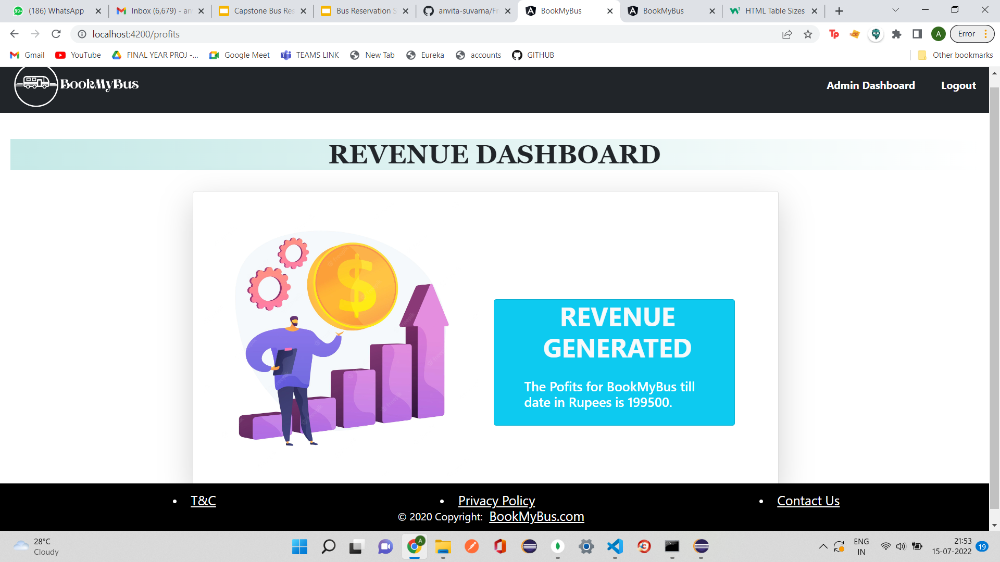 99+ (186) WhatsApp
Inbox (6,679) - an
Capstone Bus Res
Bus Reservation S
anvita-suvarna/Fr
BookMyBus
BookMyBus
HTML Table Sizes
localhost:4200/profits
Tp
A
Error
Gmail
YouTube
FINAL YEAR PROJ -...
Google Meet
TEAMS LINK
New Tab
Eureka
accounts
GITHUB
Other bookmarks
BookMyBus
Admin Dashboard
Logout
REVENUE DASHBOARD
$
REVENUE
GENERATED
The Pofits for BookMyBus till
date in Rupees is 199500.
T&C
Privacy Policy
Contact Us
© 2020 Copyright: BookMyBus.com
28°C
Cloudy
A
ENG
IN
21:53
15-07-2022
19